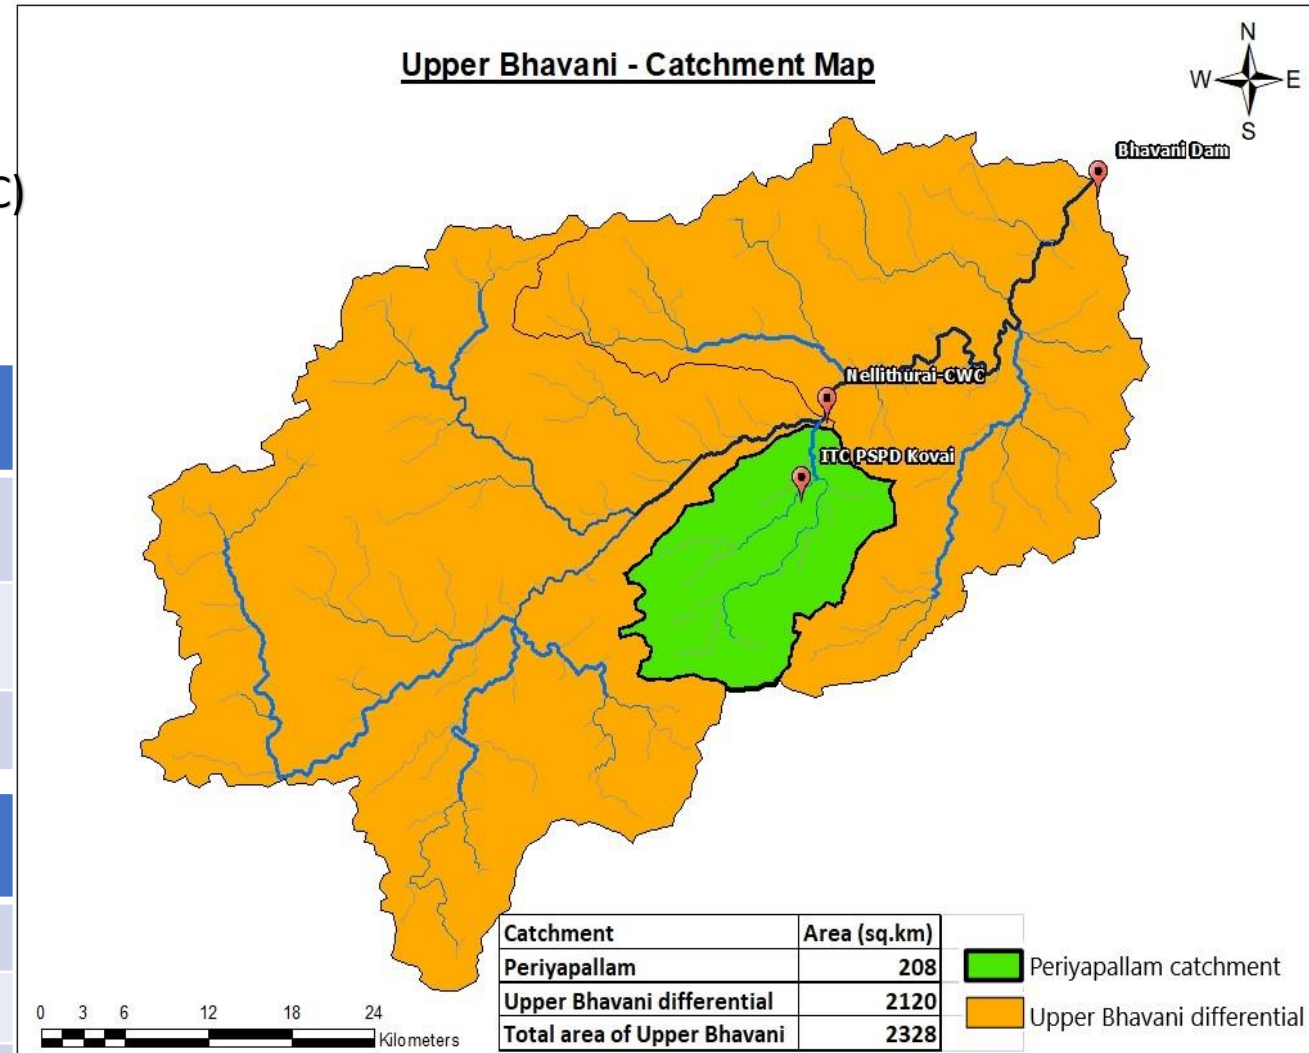 Upper Bhavani - Catchment Map
N
W E
S
Bhavani Dam
c)
Nellithurai-CWC
ITC PSPD Kovai
Catchment Area (sq.km)
Periyapallam 208
Upper Bhavani differential 2120
Total area of Upper Bhavani 2328
Periyapallam catchment
Upper Bhavani differential
0 3 6 12 18 24
Kilometers